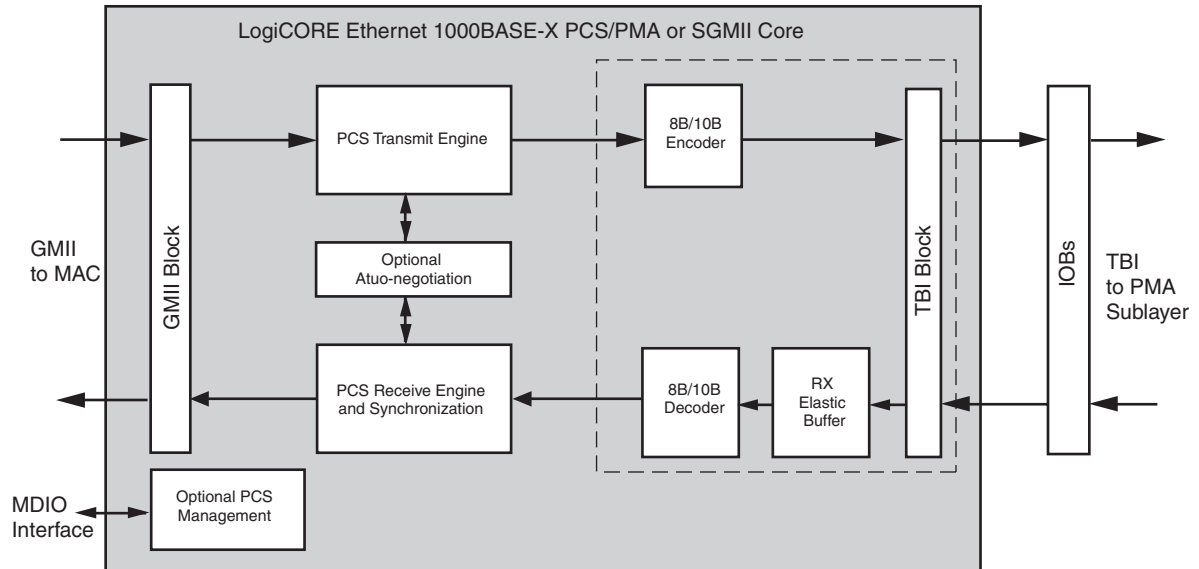 LogiCORE Ethernet 1000BASE-X PCS/PMA or SGMII Core
PCS Transmit Engine
8B/10B
Encoder
GMII
to MAC
GMII Block
Optional
Atuo-negotiation
TBI Block
IOBs
TBI
to PMA
Sublayer
PCS Receive Engine
and Synchronization
8B/10B
Decoder
RX
Elastic
Buffer
MDIO
Interface
Optional PCS
Management